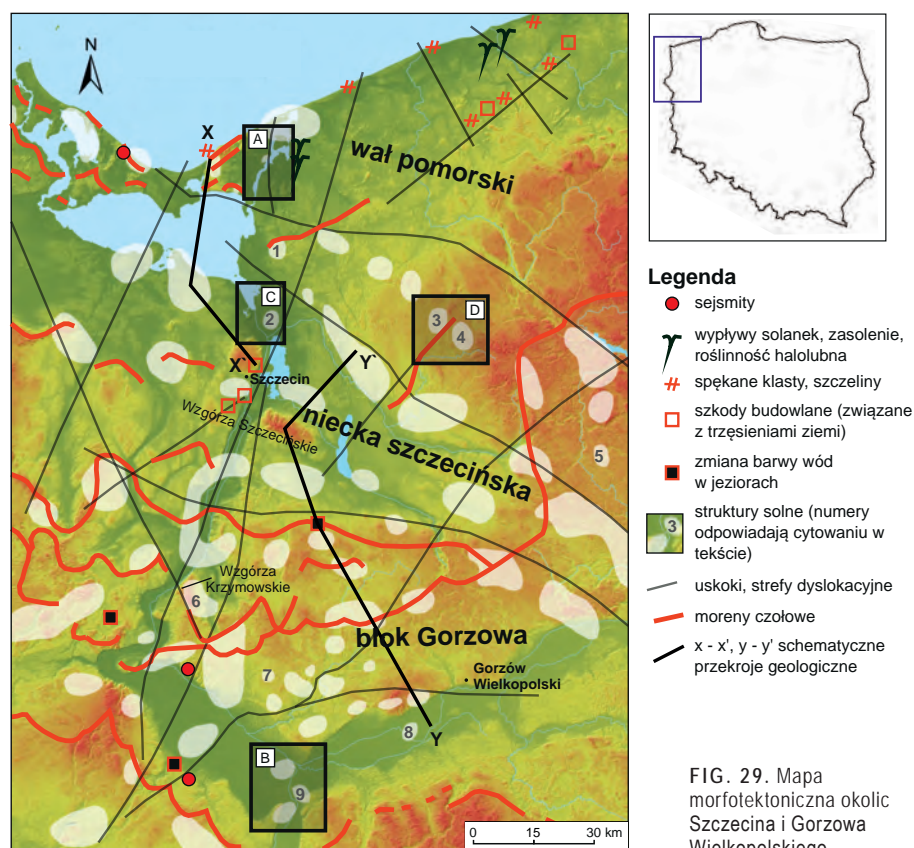 N
X
A
wał pomorski
1
C
2
D
3
4
X`
Szczecin
Y`
Wzgórza Szczecińskie
niecka szczecińska
5
Wzgórza
Krzymowskie
6
blok Gorzowa
7
Gorzów
Wielkopolski
8
Y
B
9
0 15 30 km
Legenda
sejsmity
wypływy solanek, zasolenie,
roślinność halolubna
spękane klasty, szczeliny
szkody budowlane (związane
z trzęsieniami ziemi)
zmiana barwy wód
w jeziorach
3
struktury solne (numery
odpowiadają cytowaniu w
tekście)
uskoki, strefy dyslokacyjne
moreny czołowe
x - x', y - y' schematyczne
przekroje geologiczne
FIG. 29. Mapa
morfotektoniczna okolic
Szczecina i Gorzowa
Wielkopolskiego